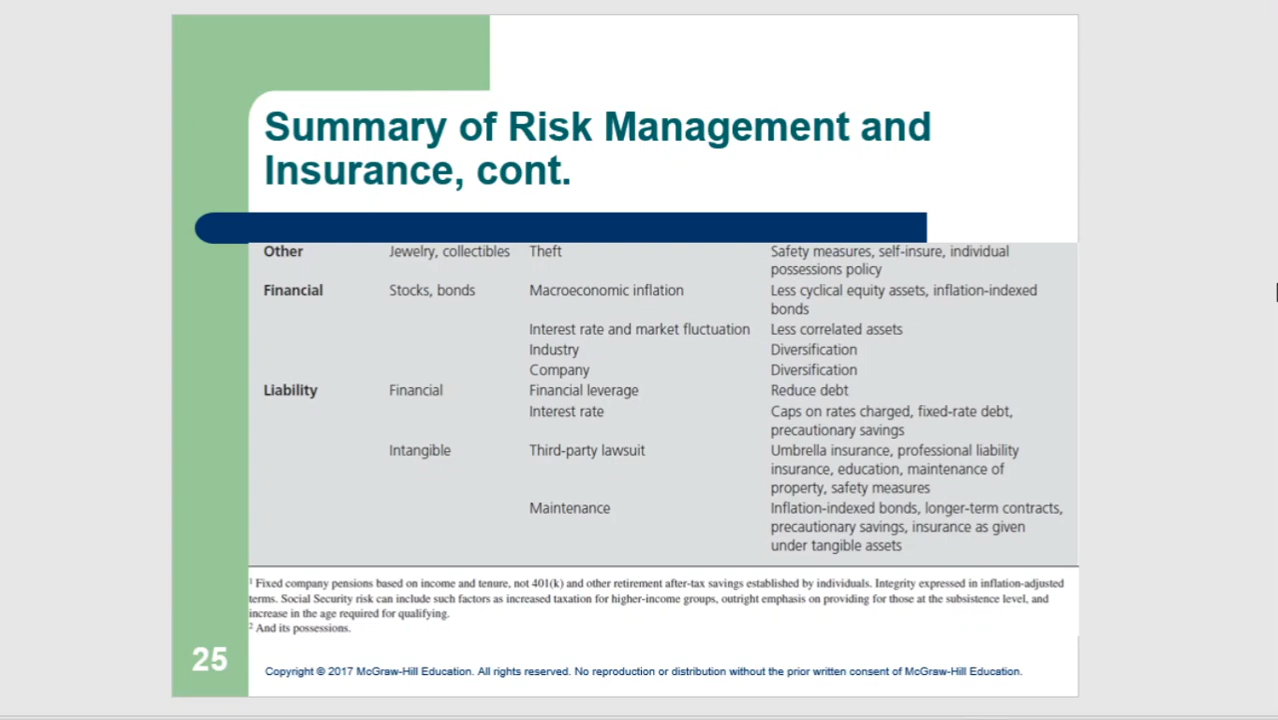 Summary of Risk Management and
Insurance, cont.
Other Jewelry, collectibles Theft Safety measures, self-insure, individual
possessions policy
Financial Stocks, bonds Macroeconomic inflation Less cyclical equity assets, inflation-indexed
bonds
Interest rate and market fluctuation Less correlated assets
Industry Diversification
Company Diversification
Liability Financial Financial leverage Reduce debt
Interest rate Caps on rates charged, fixed-rate debt,
precautionary savings
Intangible Third-party lawsuit Umbrella insurance, professional liability
insurance, education, maintenance of
property, safety measures
Maintenance Inflation-indexed bonds, longer-term contracts,
precautionary savings, insurance as given
under tangible assets
1 Fixed company pensions based on income and tenure, not 401(k) and other retirement after-tax savings established by individuals. Integrity expressed in inflation-adjusted
terms. Social Security risk can include such factors as increased taxation for higher-income groups, outright emphasis on providing for those at the subsistence level, and
increase in the age required for qualifying.
2 And its possessions.
25
Copyright © 2017 McGraw-Hill Education. All rights reserved. No reproduction or distribution without the prior written consent of McGraw-Hill Education.